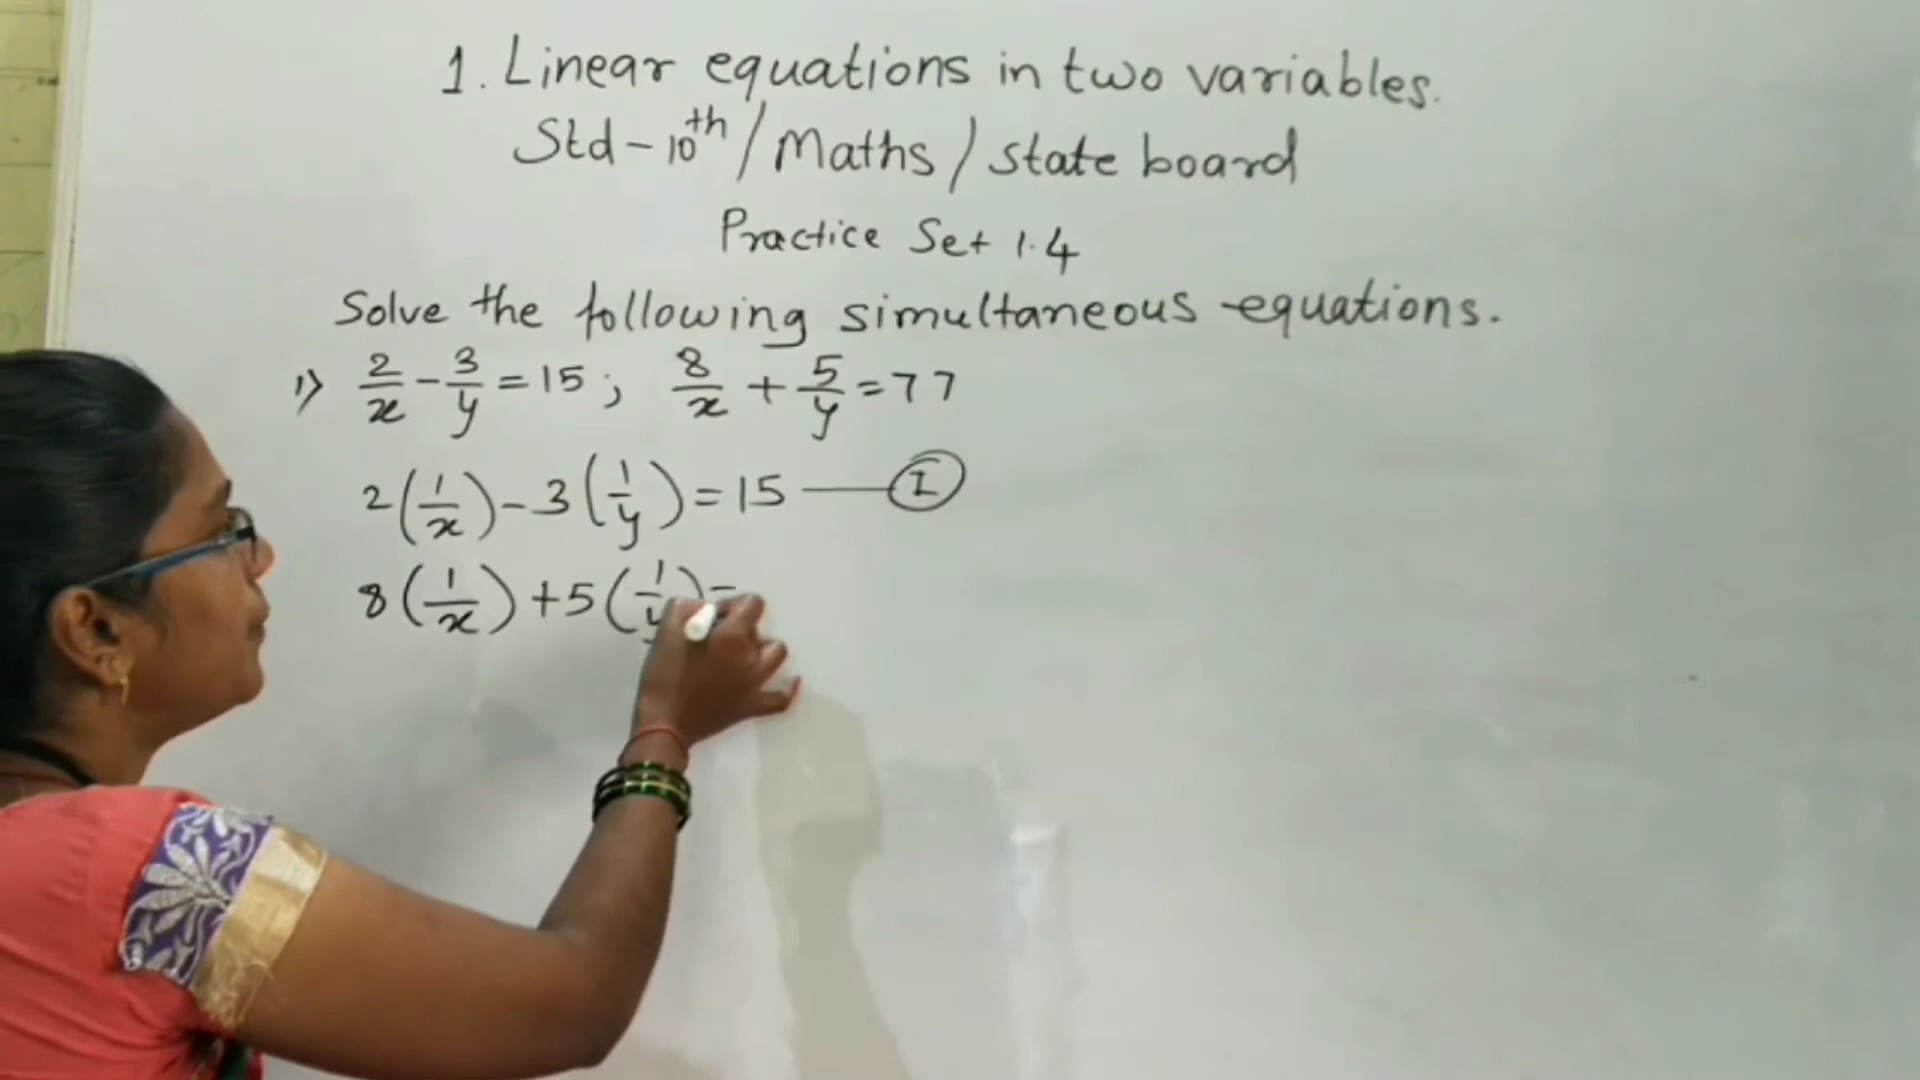 1. Linear equations in two variables.
Std - 10th / Maths / state board
Practice Set 1.4
Solve the following simultaneous equations.
1) 2/x - 3/y = 15 ; 8/x + 5/y = 77
2(1/x) - 3(1/y) = 15 — I
8(1/x) + 5(1/y) =